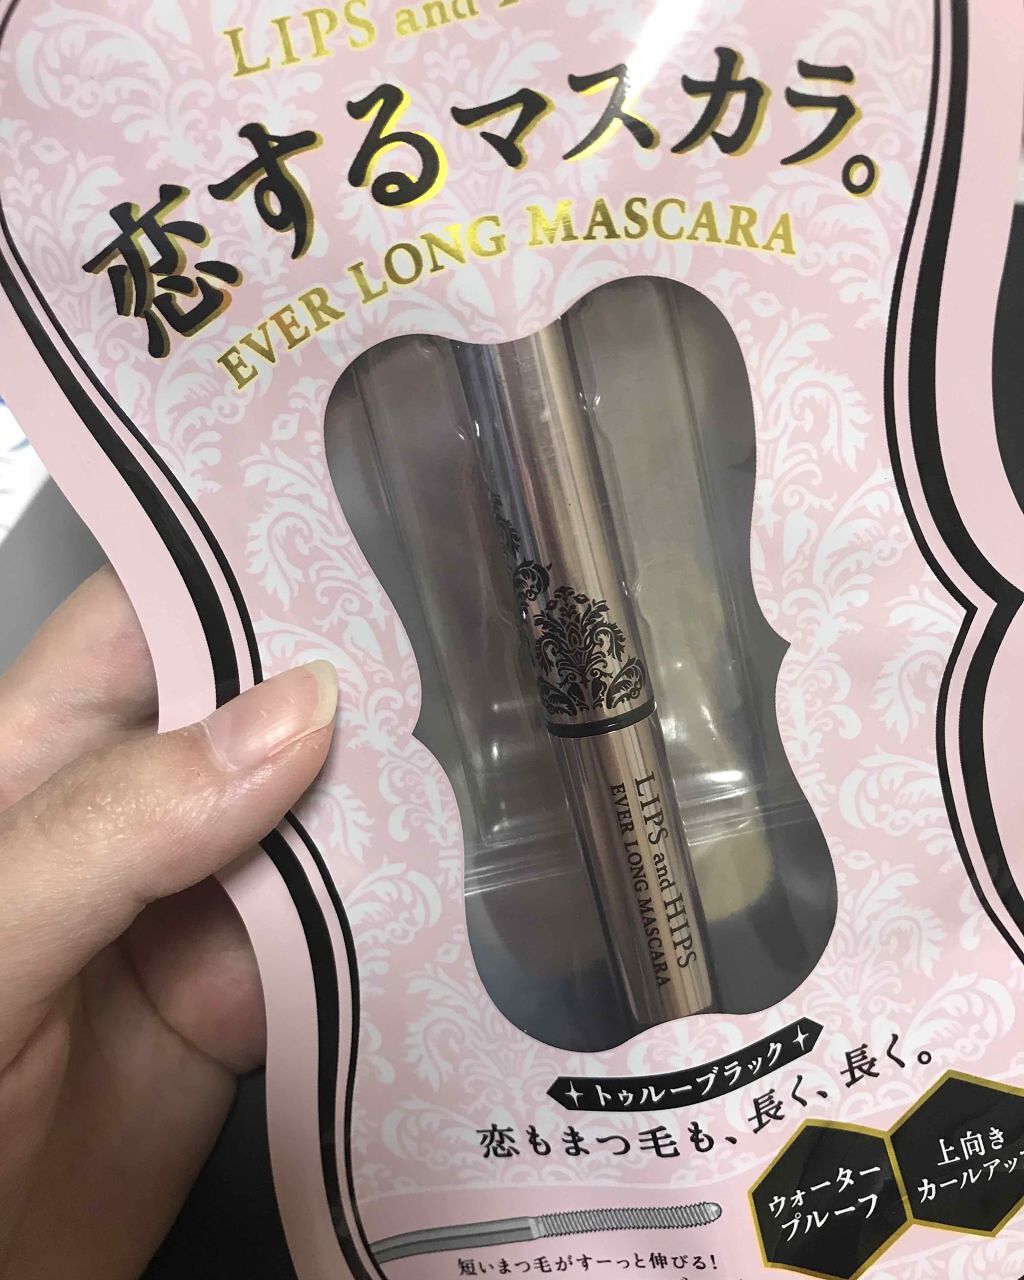 LIPS and
恋するマスカラ。
EVER LONG MASCARA
LIPS and HIPS
EVER LONG MASCARA
トゥルーブラック
恋もまつ毛も、長く、長く。
ウォーター
プルーフ
上向き
カールアッ
短いまつ毛がすーっと伸びる!